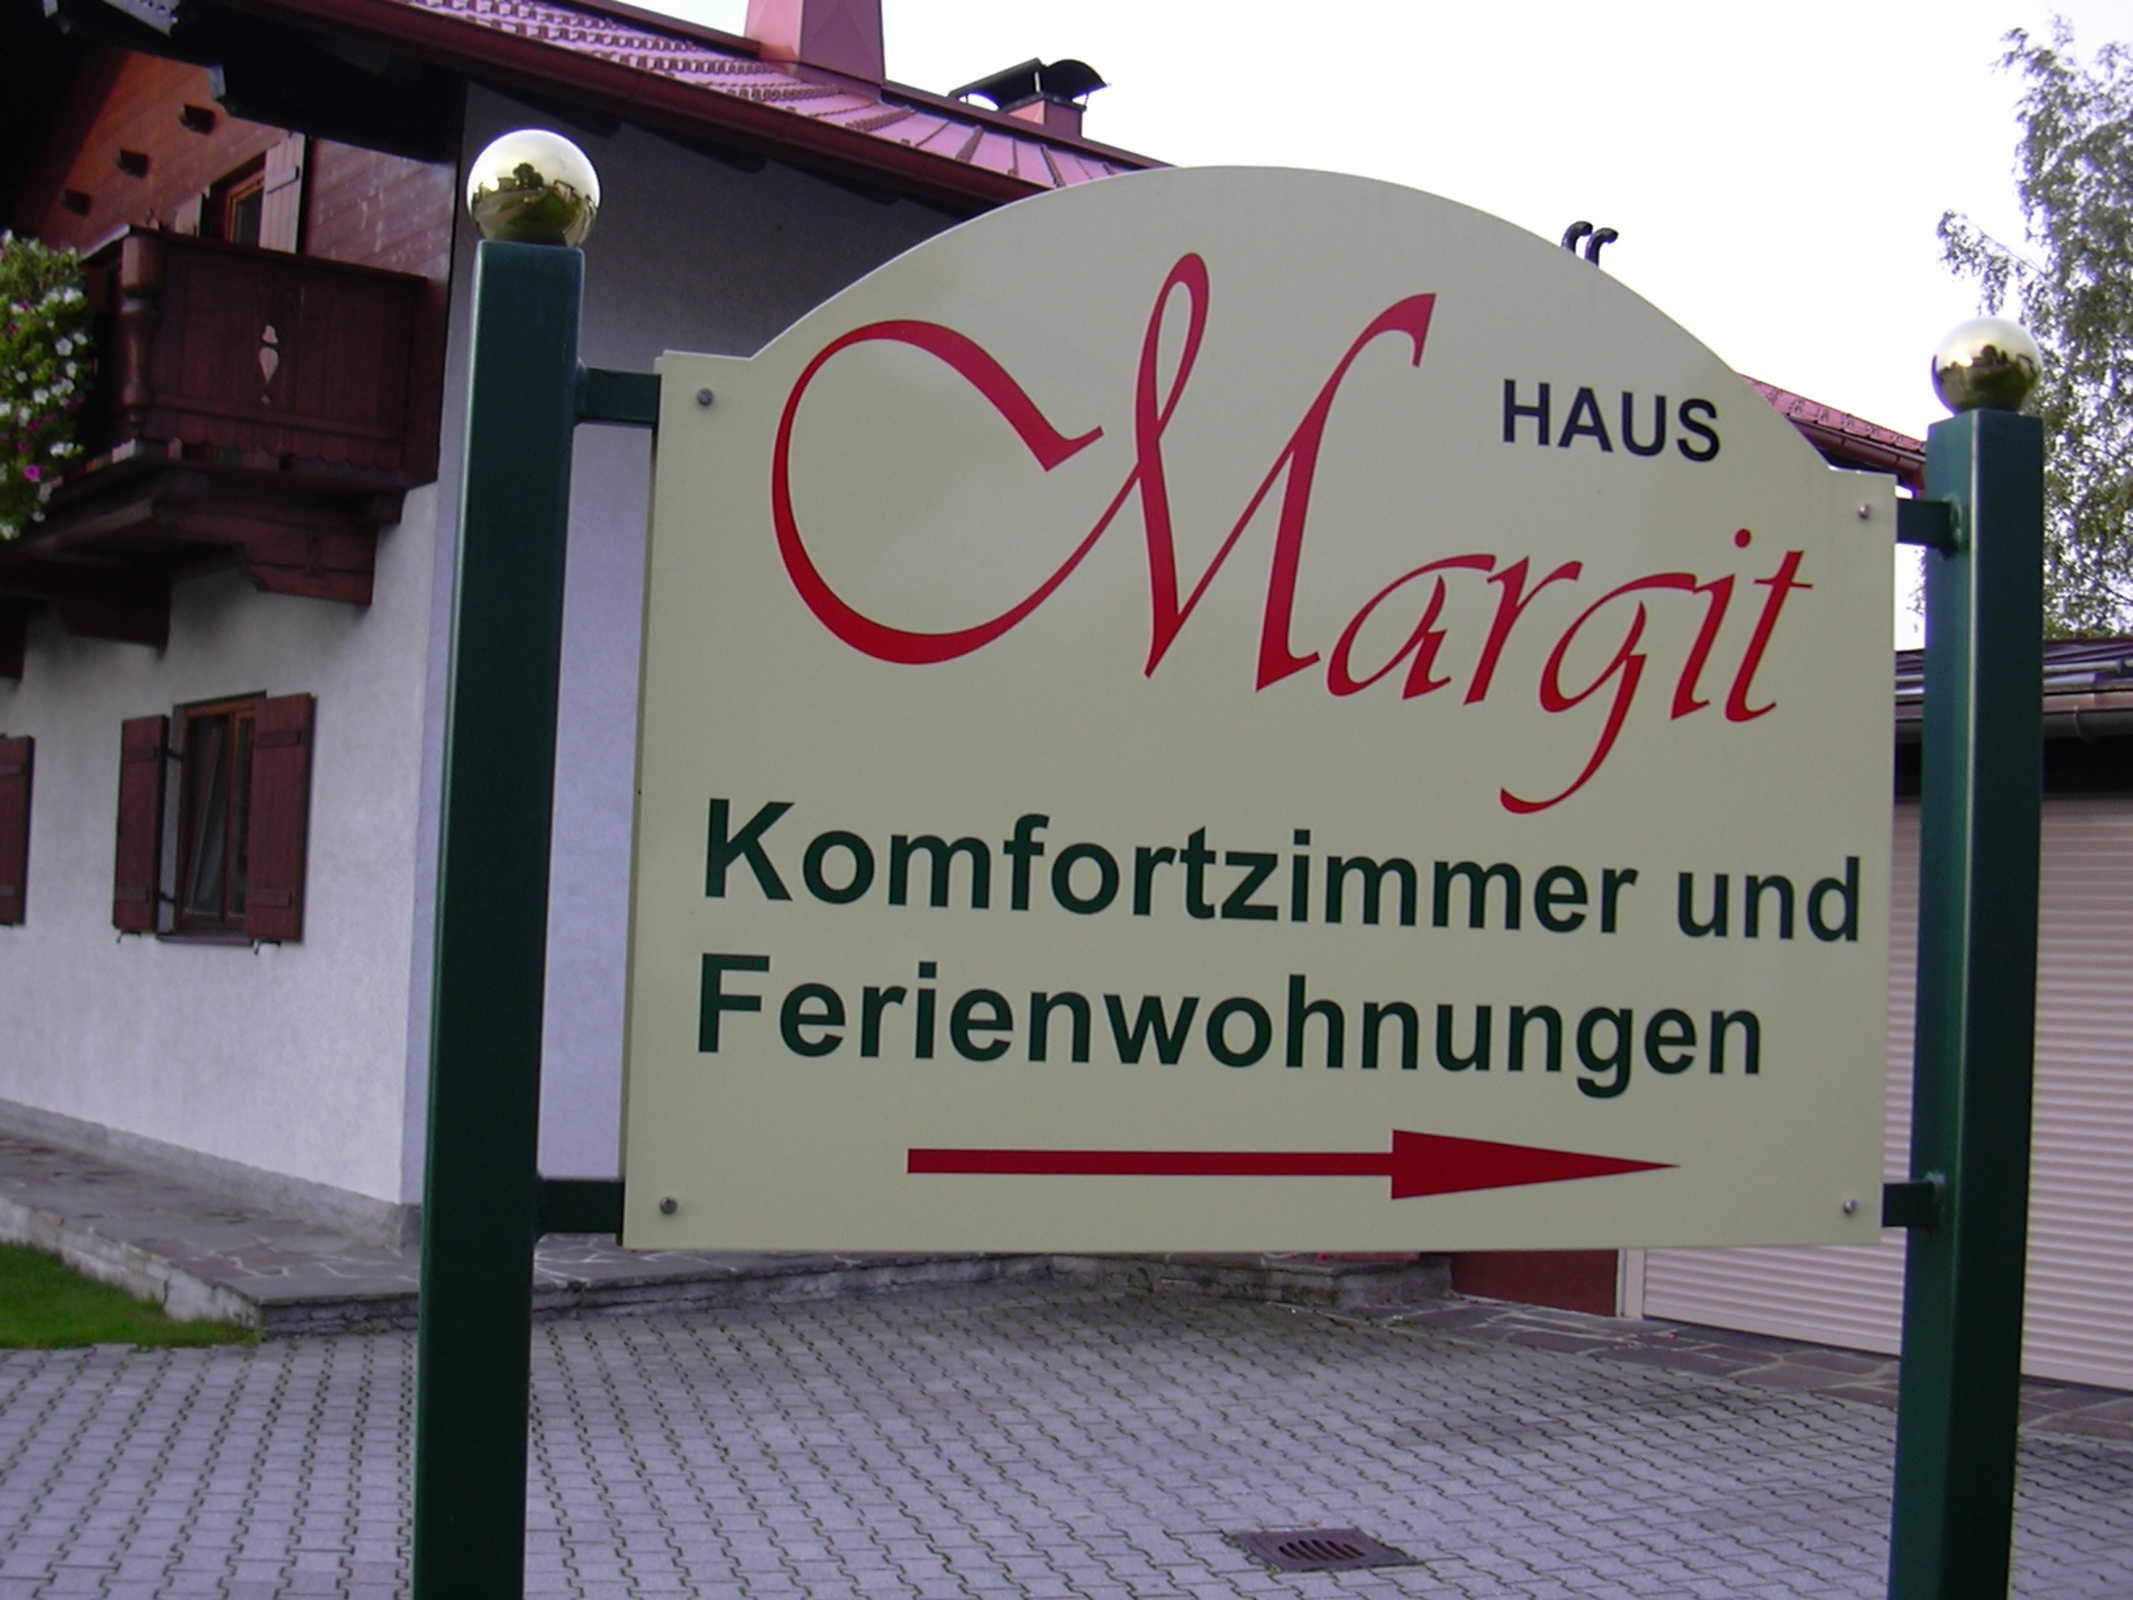 HAUS
Margit
Komfortzimmer und
Ferienwohnungen